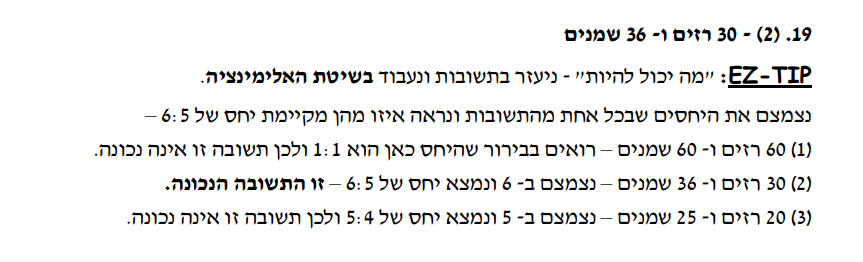 19. (2) - 30 רזים ו- 36 שמנים
EZ-TIP: "מה יכול להיות" - ניעזר בתשובות ונעבוד בשיטת האלימינציה.
נצמצם את היחסים שבכל אחת מהתשובות ונראה איזו מהן מקיימת יחס של 6:5 –
(1) 60 רזים ו- 60 שמנים – רואים בבירור שהיחס כאן הוא 1:1 ולכן תשובה זו אינה נכונה.
(2) 30 רזים ו- 36 שמנים – נצמצם ב- 6 ונמצא יחס של 6:5 – זו התשובה הנכונה.
(3) 20 רזים ו- 25 שמנים – נצמצם ב- 5 ונמצא יחס של 5:4 ולכן תשובה זו אינה נכונה.